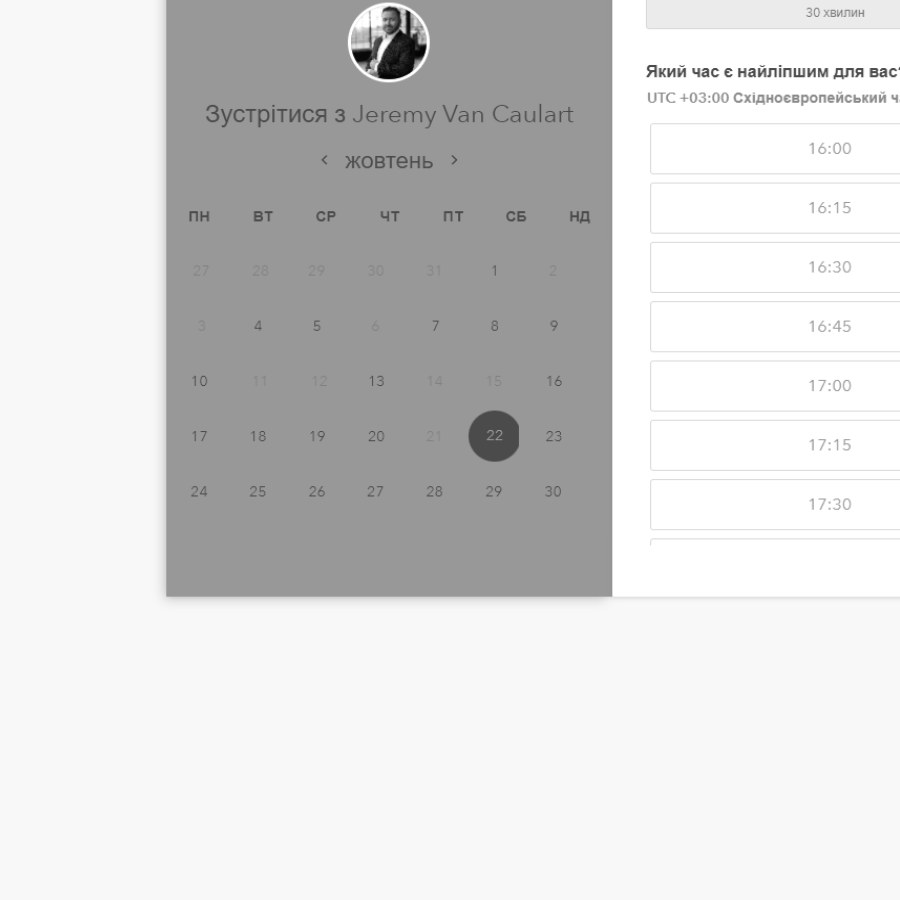 Зустрітися з Jeremy Van Caulart
‹ жовтень ›
ПН ВТ СР ЧТ ПТ СБ НД
27 28 29 30 31 1 2
3 4 5 6 7 8 9
10 11 12 13 14 15 16
17 18 19 20 21 22 23
24 25 26 27 28 29 30
30 хвилин
Який час є найліпшим для вас?
UTC +03:00 Східноєвропейський
16:00
16:15
16:30
16:45
17:00
17:15
17:30